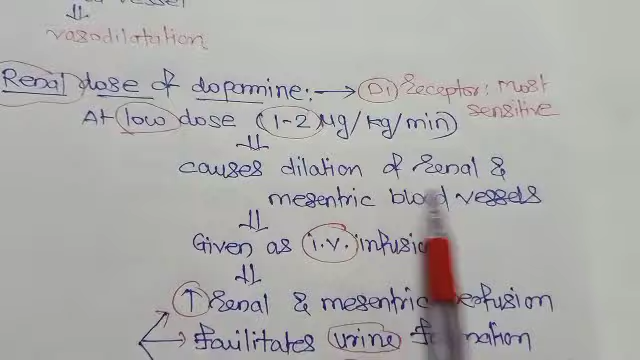 vessel
⇓
vasodilatation
Renal dose of dopamine:→ D1 receptor: most sensitive
At low dose (1-2 μg/kg/min)
⇓
causes dilation of renal &
mesentric blood vessels
⇓
Given as i.v. infusion
⇓
↑ renal & mesentric perfusion
→ facilitates urine formation